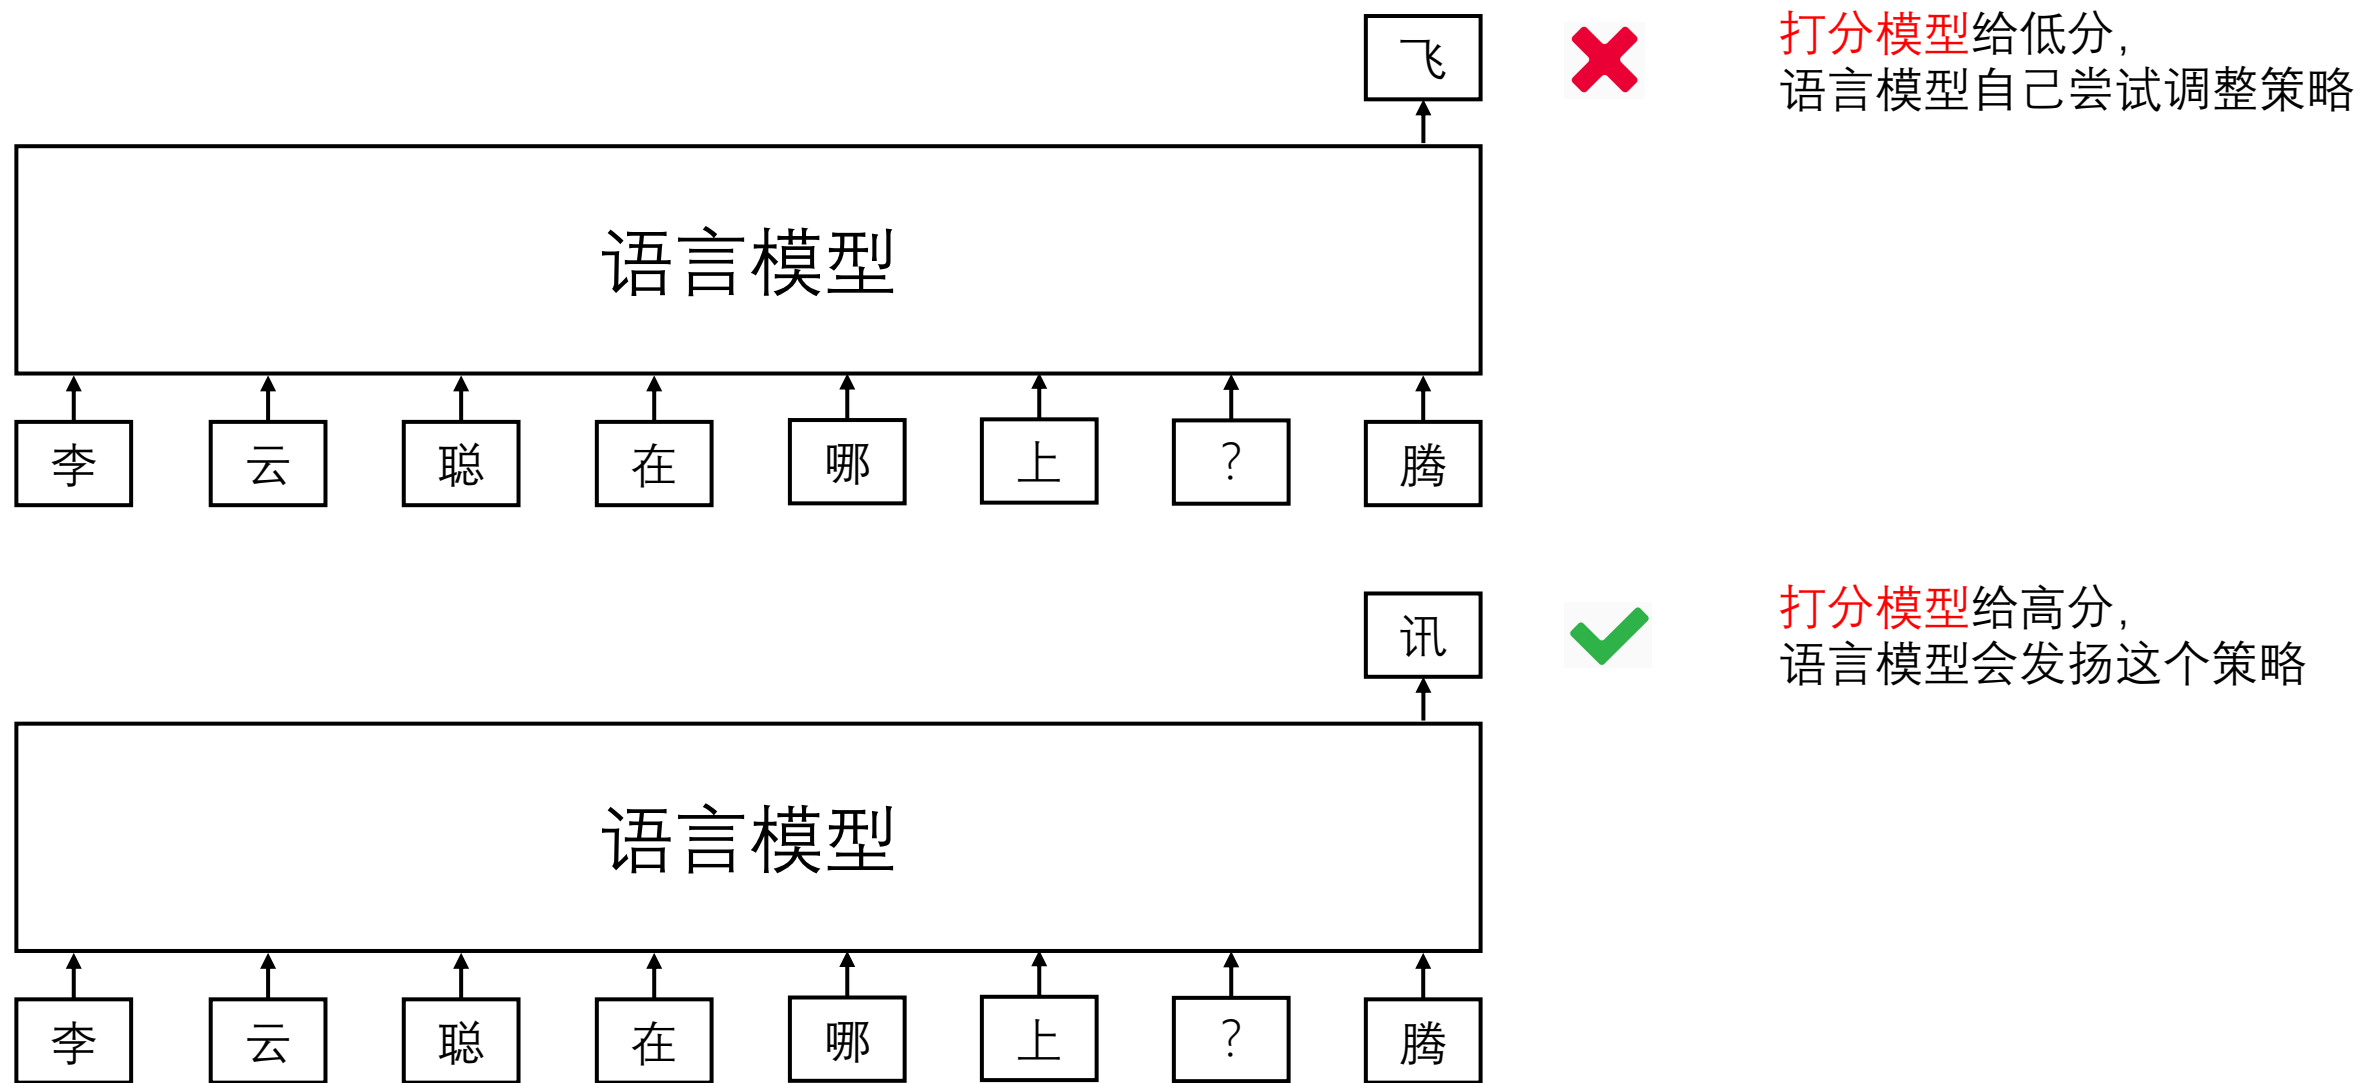 飞
打分模型给低分,
语言模型自己尝试调整策略
语言模型
李 云 聪 在 哪 上 ? 腾
讯
打分模型给高分,
语言模型会发扬这个策略
语言模型
李 云 聪 在 哪 上 ? 腾